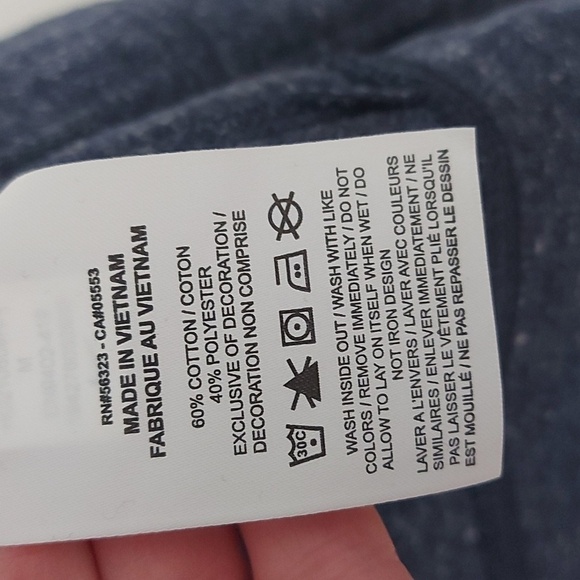 RN#56323 - CA#05553
MADE IN VIETNAM
FABRIQUE AU VIETNAM
60% COTTON / COTON
40% POLYESTER
EXCLUSIVE OF DECORATION /
DECORATION NON COMPRISE
30C
WASH INSIDE OUT / WASH WITH LIKE
COLORS / REMOVE IMMEDIATELY / DO NOT
ALLOW TO LAY ON ITSELF WHEN WET / DO
NOT IRON DESIGN
LAVER A L'ENVERS / LAVER AVEC COULEURS
SIMILAIRES / ENLEVER IMMEDIATEMENT / NE
PAS LAISSER LE VÊTEMENT PLIÉ LORSQU'IL
EST MOUILLÉ / NE PAS REPASSER LE DESSIN